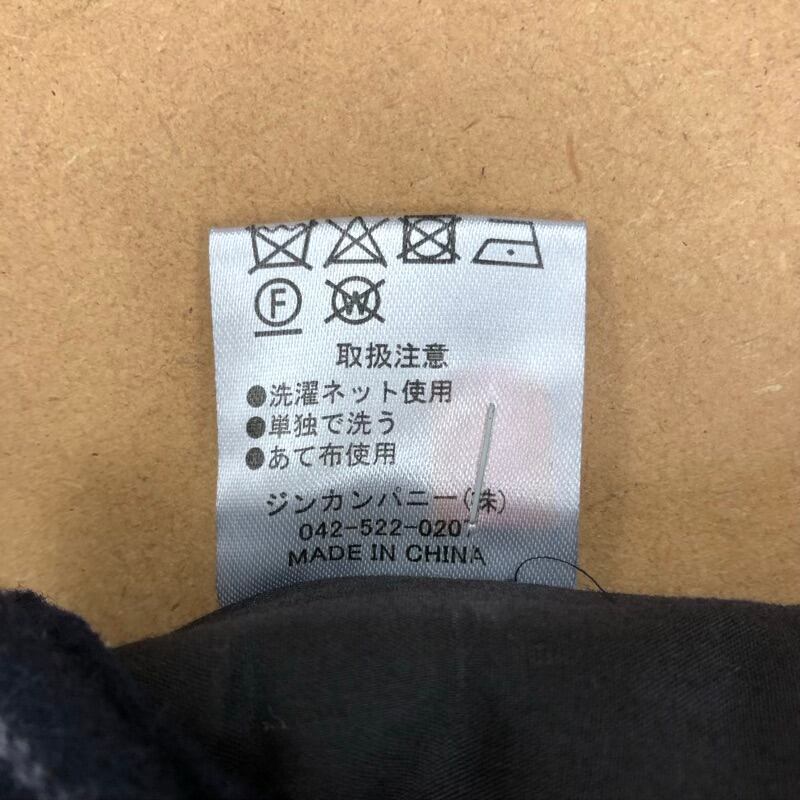 F W
取扱注意
●洗濯ネット使用
●単独で洗う
●あて布使用
ジンカンパニー(株)
042-522-0207
MADE IN CHINA